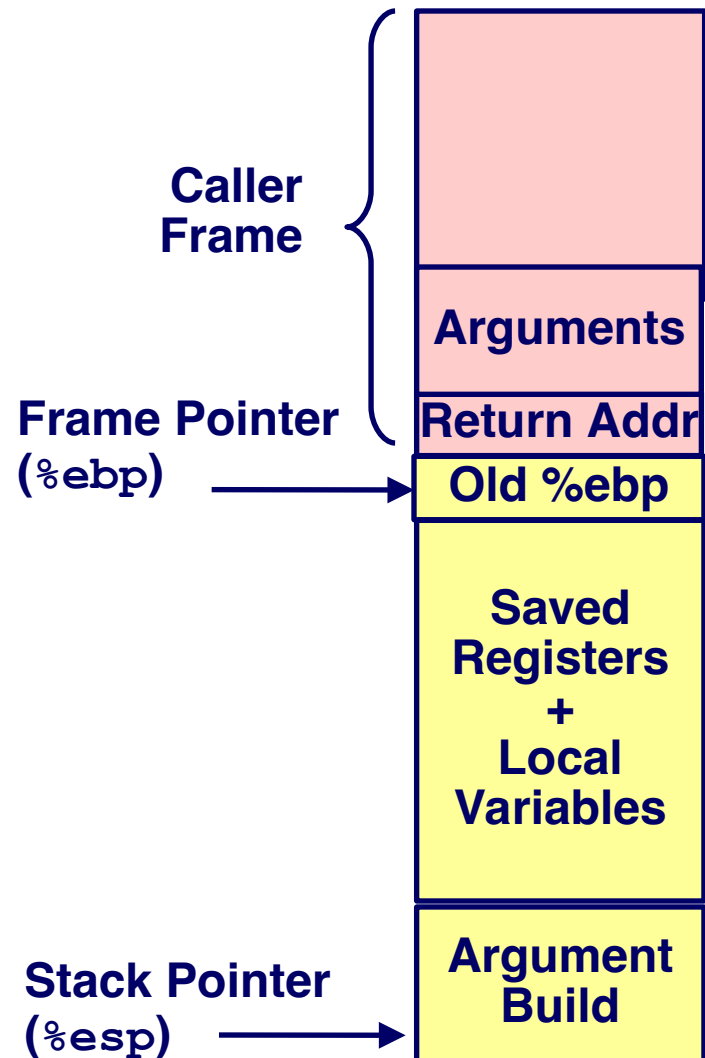 Caller
Frame
Arguments
Frame Pointer
(%ebp)
Return Addr
Old %ebp
Saved
Registers
+
Local
Variables
Argument
Build
Stack Pointer
(%esp)